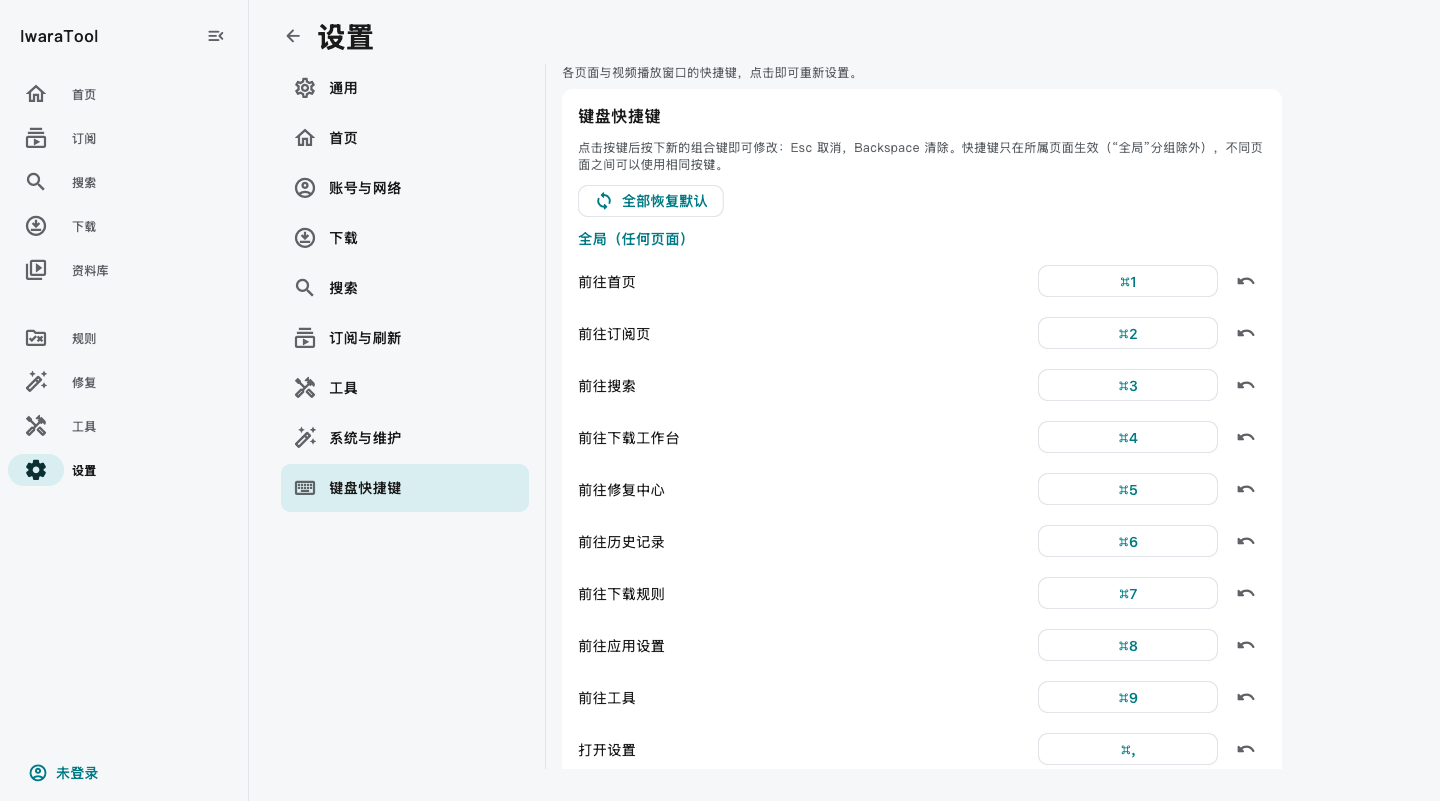 IwaraTool
首页
订阅
搜索
下载
资料库
规则
修复
工具
设置
未登录
设置
通用
首页
账号与网络
下载
搜索
订阅与刷新
工具
系统与维护
键盘快捷键
各页面与视频播放窗口的快捷键，点击即可重新设置。
键盘快捷键
点击按键后按下新的组合键即可修改：Esc 取消，Backspace 清除。快捷键只在所属页面生效（“全局”分组除外），不同页
面之间可以使用相同按键。
全部恢复默认
全局（任何页面）
前往首页 ⌘1
前往订阅页 ⌘2
前往搜索 ⌘3
前往下载工作台 ⌘4
前往修复中心 ⌘5
前往历史记录 ⌘6
前往下载规则 ⌘7
前往应用设置 ⌘8
前往工具 ⌘9
打开设置 ⌘,